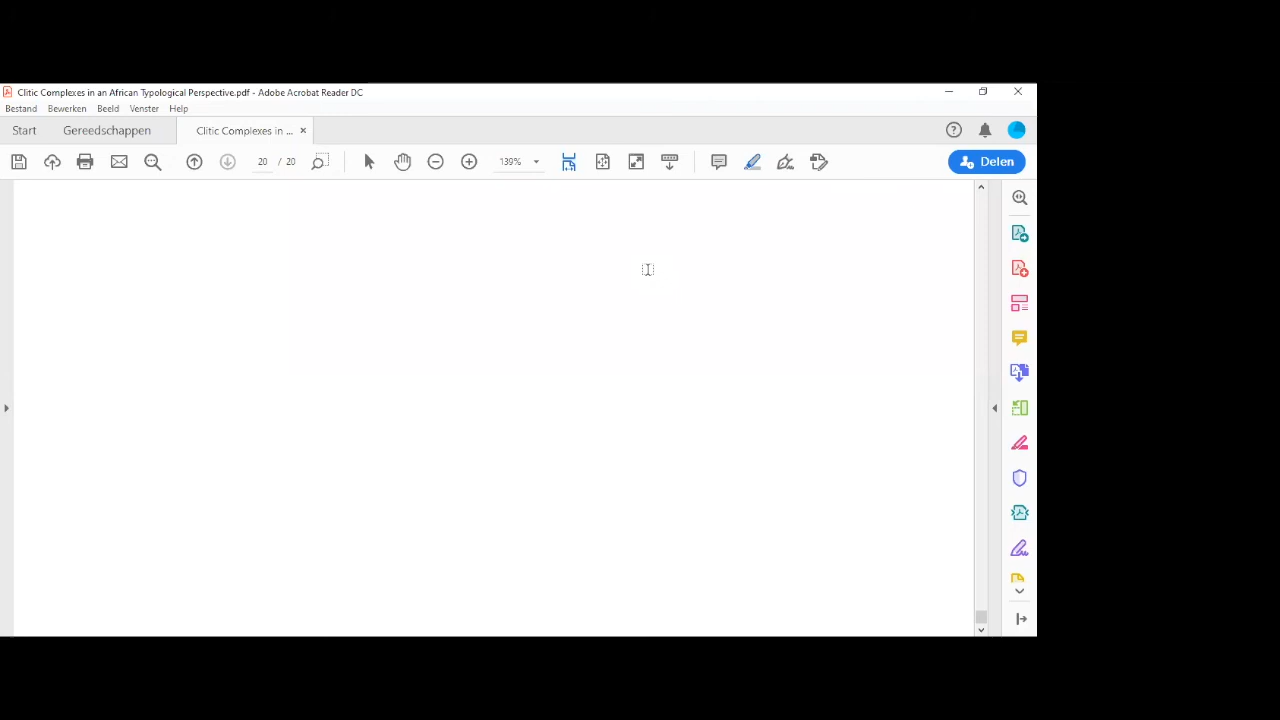 Clitic Complexes in an African Typological Perspective.pdf - Adobe Acrobat Reader DC
Bestand Bewerken Beeld Venster Help
Start Gereedschappen Clitic Complexes in ... ×
20 / 20 139% Delen